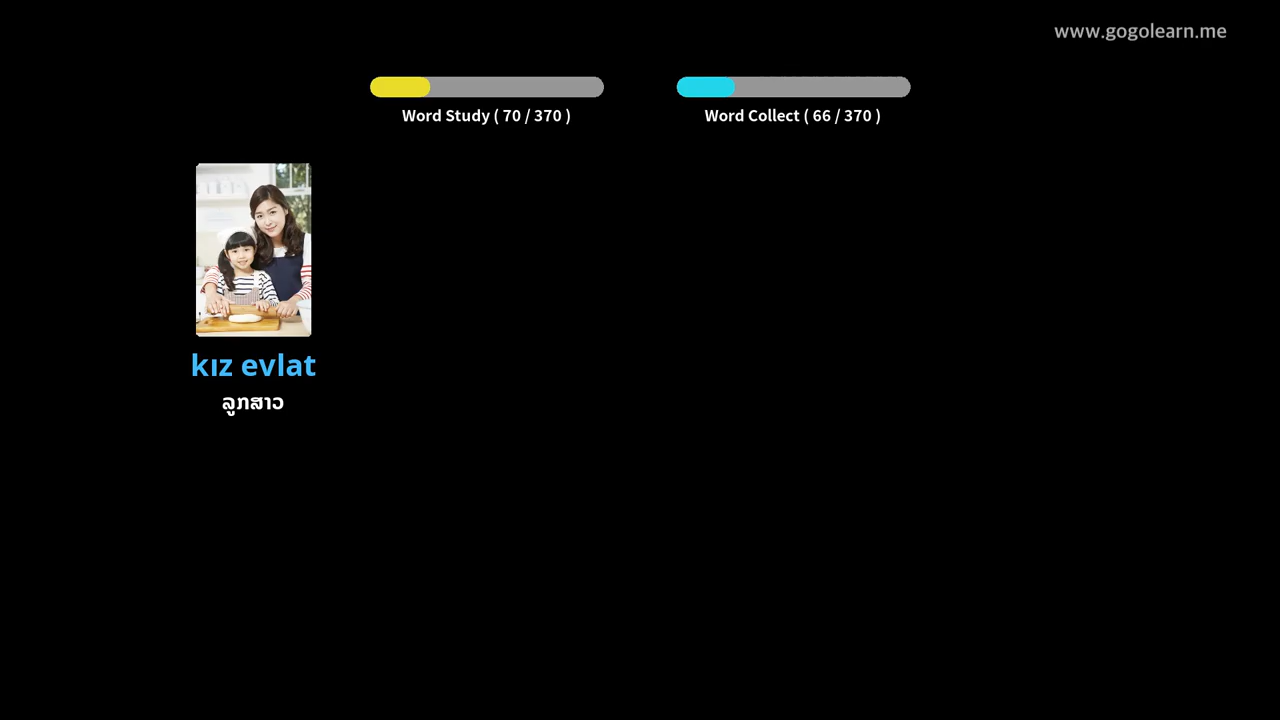 www.gogolearn.me
Word Study ( 70 / 370 )
Word Collect ( 66 / 370 )
kız evlat
ລູກສາວ